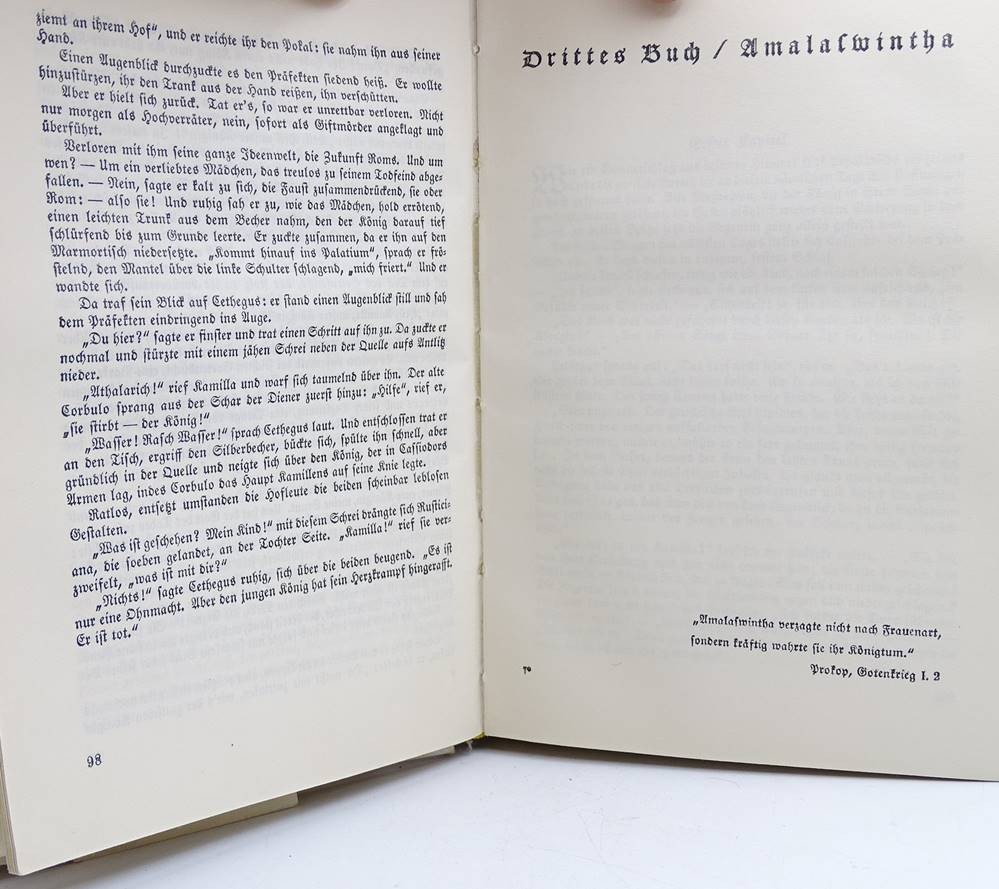 ziemt an ihrem Hof“, und er reichte ihr den Pokal: sie nahm ihn aus seiner
Hand.
Einen Augenblick durchzuckte es den Präfekten siedend heiß. Er wollte
hinzustürzen, ihr den Trank aus der Hand reißen, ihn verschütten.
Aber er hielt sich zurück. Tat er's, so war er unrettbar verloren. Nicht
nur morgen als Hochverräter, nein, sofort als Giftmörder angeklagt und
überführt.
Verloren mit ihm seine ganze Ideenwelt, die Zukunft Roms. Und um
wen? — Um ein verliebtes Mädchen, das treulos zu seinem Todfeind abge-
fallen. — Nein, sagte er kalt zu sich, die Faust zusammendrückend, sie oder
Rom: — also sie! Und ruhig sah er zu, wie das Mädchen, hold errötend,
einen leichten Trunk aus dem Becher nahm, den der König darauf tief
schlürfend bis zum Grunde leerte. Er zuckte zusammen, da er ihn auf den
Marmortisch niedersetzte. „Kommt hinauf ins Palatium“, sprach er frö-
stelnd, den Mantel über die linke Schulter schlagend, „mich friert.“ Und er
wandte sich.
Da traf sein Blick auf Cethegus: er stand einen Augenblick still und sah
dem Präfekten eindringend ins Auge.
„Du hier?“ sagte er finster und trat einen Schritt auf ihn zu. Da zuckte er
nochmal und stürzte mit einem jähen Schrei neben der Quelle aufs Antlitz
nieder.
„Athalarich!“ rief Kamilla und warf sich taumelnd über ihn. Der alte
Corbulo sprang aus der Schar der Diener zuerst hinzu: „Hilfe“, rief er,
„sie stirbt — der König!“
„Wasser! Rasch Wasser!“ sprach Cethegus laut. Und entschlossen trat er
an den Tisch, ergriff den Silberbecher, bückte sich, spülte ihn schnell, aber
gründlich in der Quelle und neigte sich über den König, der in Cassiodors
Armen lag, indes Corbulo das Haupt Kamillens auf seine Knie legte.
Ratlos, entsetzt umstanden die Hofleute die beiden scheinbar leblosen
Gestalten.
„Was ist geschehen? Mein Kind!“ mit diesem Schrei drängte sich Rustici-
ana, die soeben gelandet, an der Tochter Seite. „Kamilla!“ rief sie ver-
zweifelt, „was ist mit dir?“
„Nichts!“ sagte Cethegus ruhig, sich über die beiden beugend. „Es ist
nur eine Ohnmacht. Aber den jungen König hat sein Herzkrampf hingerafft.
Er ist tot.“
98
Drittes Buch / Amalaswintha
„Amalaswintha verzagte nicht nach Frauenart,
sondern kräftig wahrte sie ihr Königtum.“
Prokop, Gotenkrieg I. 2